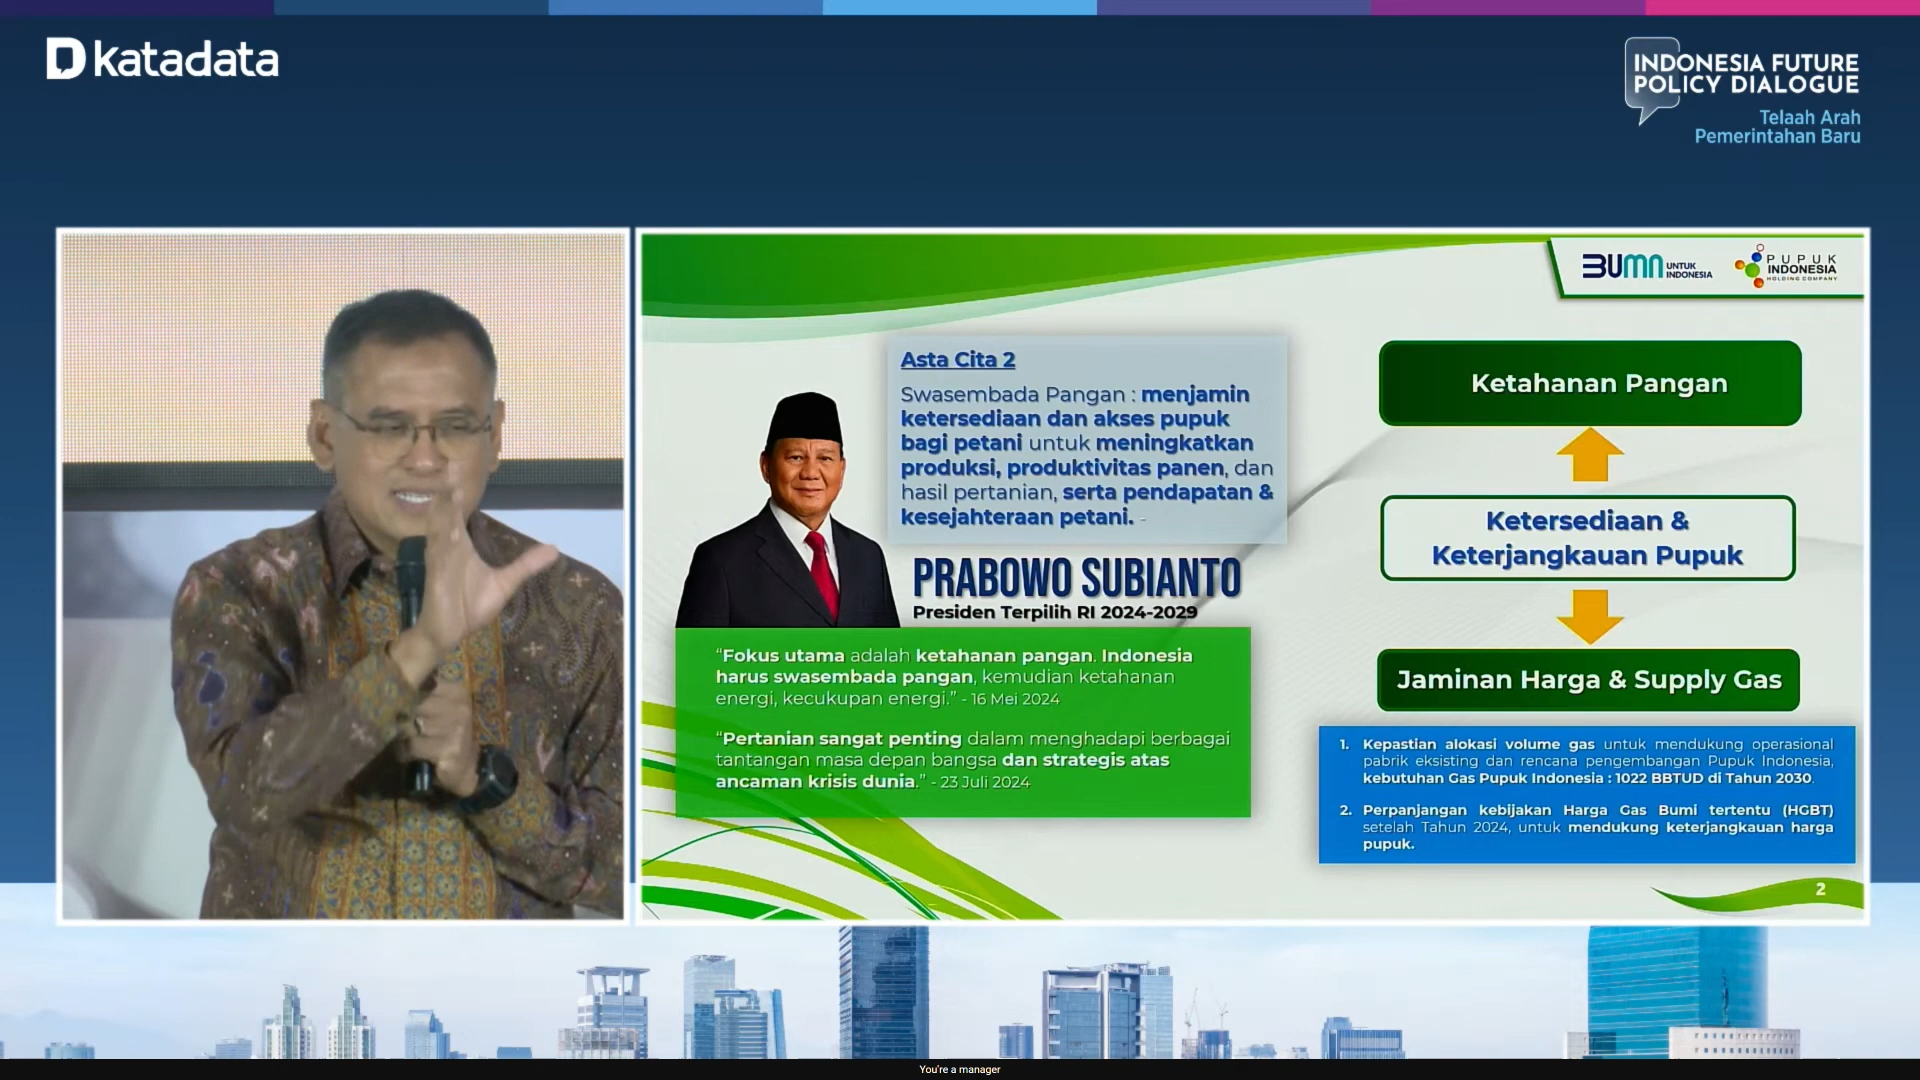 katadata
INDONESIA FUTURE
POLICY DIALOGUE
Telaah Arah
Pemerintahan Baru
BUMN UNTUK
INDONESIA
PUPUK
INDONESIA
HOLDING COMPANY
Asta Cita 2
Swasembada Pangan : menjamin
ketersediaan dan akses pupuk
bagi petani untuk meningkatkan
produksi, produktivitas panen, dan
hasil pertanian, serta pendapatan &
kesejahteraan petani. -
PRABOWO SUBIANTO
Presiden Terpilih RI 2024-2029
“Fokus utama adalah ketahanan pangan. Indonesia
harus swasembada pangan, kemudian ketahanan
energi, kecukupan energi.” - 16 Mei 2024
“Pertanian sangat penting dalam menghadapi berbagai
tantangan masa depan bangsa dan strategis atas
ancaman krisis dunia.” - 23 Juli 2024
Ketahanan Pangan
Ketersediaan &
Keterjangkauan Pupuk
Jaminan Harga & Supply Gas
1. Kepastian alokasi volume gas untuk mendukung operasional
pabrik eksisting dan rencana pengembangan Pupuk Indonesia,
kebutuhan Gas Pupuk Indonesia : 1022 BBTUD di Tahun 2030.
2. Perpanjangan kebijakan Harga Gas Bumi tertentu (HGBT)
setelah Tahun 2024, untuk mendukung keterjangkauan harga
pupuk.
2
You're a manager